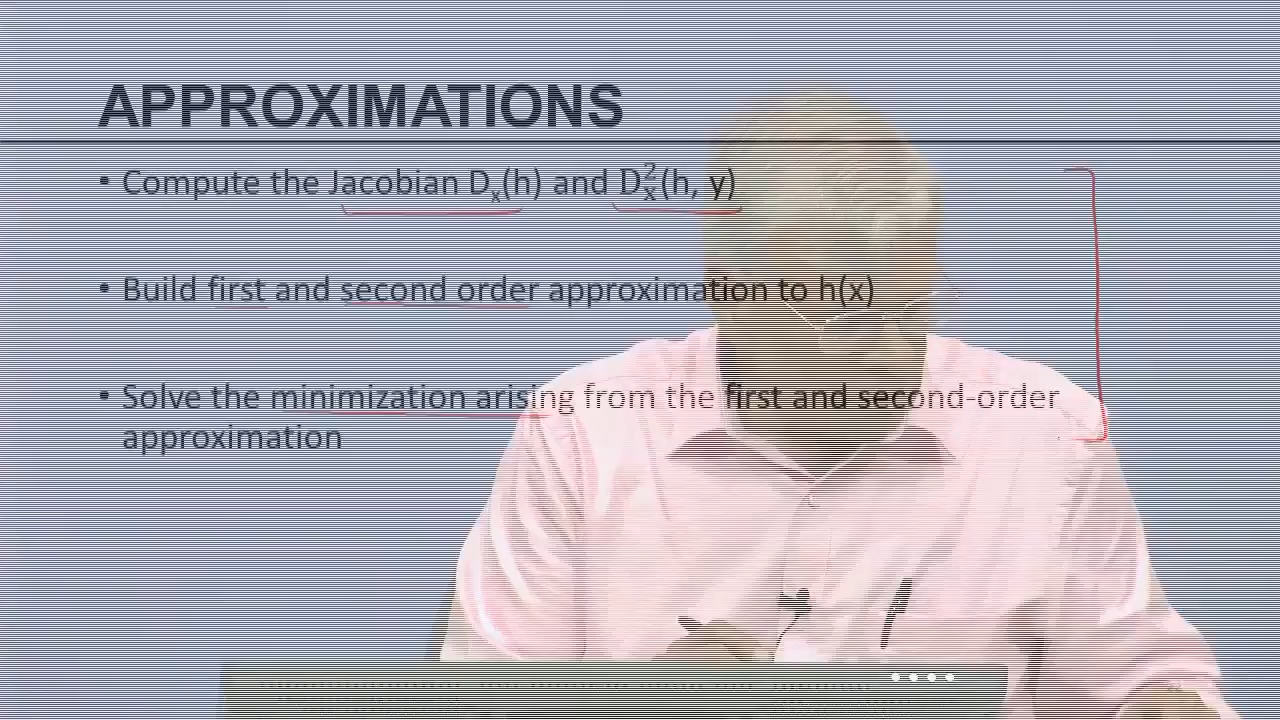 APPROXIMATIONS
• Compute the Jacobian Dₓ(h) and D²ₓ(h, y)
• Build first and second order approximation to h(x)
• Solve the minimization arising from the first and second-order
approximation